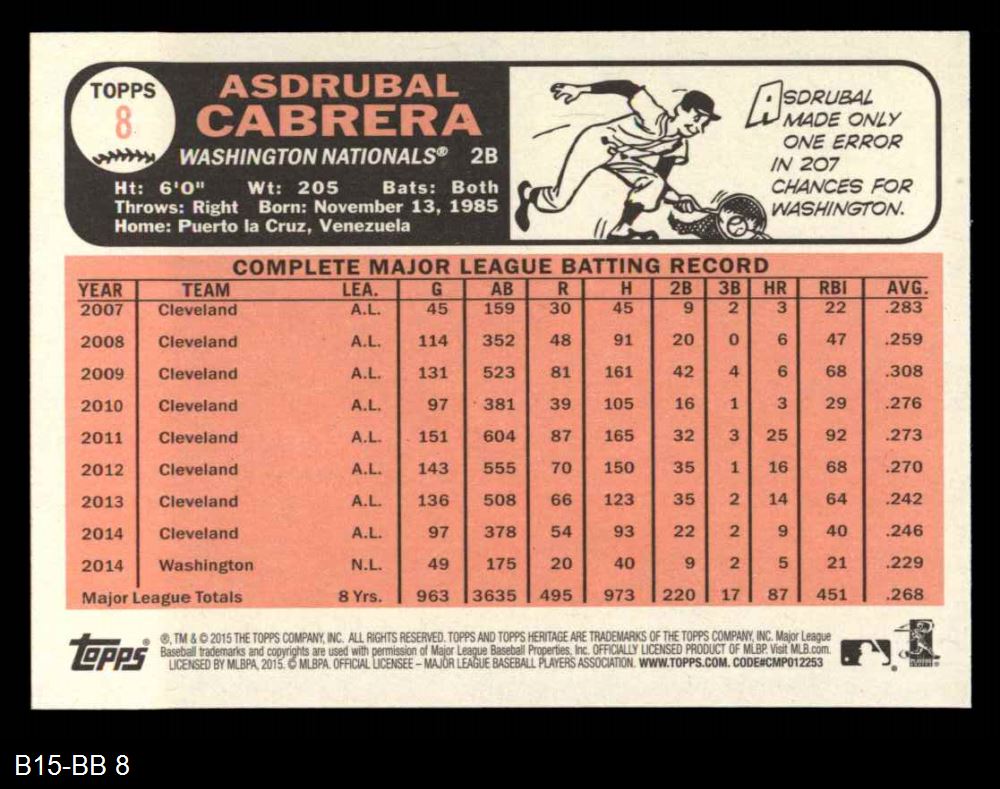 TOPPS
8
ASDRUBAL
CABRERA
WASHINGTON NATIONALS® 2B
Ht: 6'0" Wt: 205 Bats: Both
Throws: Right Born: November 13, 1985
Home: Puerto la Cruz, Venezuela
ASDRUBAL
MADE ONLY
ONE ERROR
IN 207
CHANCES FOR
WASHINGTON.
COMPLETE MAJOR LEAGUE BATTING RECORD
YEAR TEAM LEA. G AB R H 2B 3B HR RBI AVG.
2007 Cleveland A.L. 45 159 30 45 9 2 3 22 .283
2008 Cleveland A.L. 114 352 48 91 20 0 6 47 .259
2009 Cleveland A.L. 131 523 81 161 42 4 6 68 .308
2010 Cleveland A.L. 97 381 39 105 16 1 3 29 .276
2011 Cleveland A.L. 151 604 87 165 32 3 25 92 .273
2012 Cleveland A.L. 143 555 70 150 35 1 16 68 .270
2013 Cleveland A.L. 136 508 66 123 35 2 14 64 .242
2014 Cleveland A.L. 97 378 54 93 22 2 9 40 .246
2014 Washington N.L. 49 175 20 40 9 2 5 21 .229
Major League Totals 8 Yrs. 963 3635 495 973 220 17 87 451 .268
Topps®
®, TM & © 2015 THE TOPPS COMPANY, INC. ALL RIGHTS RESERVED. TOPPS AND TOPPS HERITAGE ARE TRADEMARKS OF THE TOPPS COMPANY, INC. Major League
Baseball trademarks and copyrights are used with permission of Major League Baseball Properties, Inc. OFFICIALLY LICENSED PRODUCT OF MLBP. Visit MLB.com.
LICENSED BY MLBPA, 2015. © MLBPA. OFFICIAL LICENSEE – MAJOR LEAGUE BASEBALL PLAYERS ASSOCIATION. WWW.TOPPS.COM. CODE#CMP012253
B15-BB 8